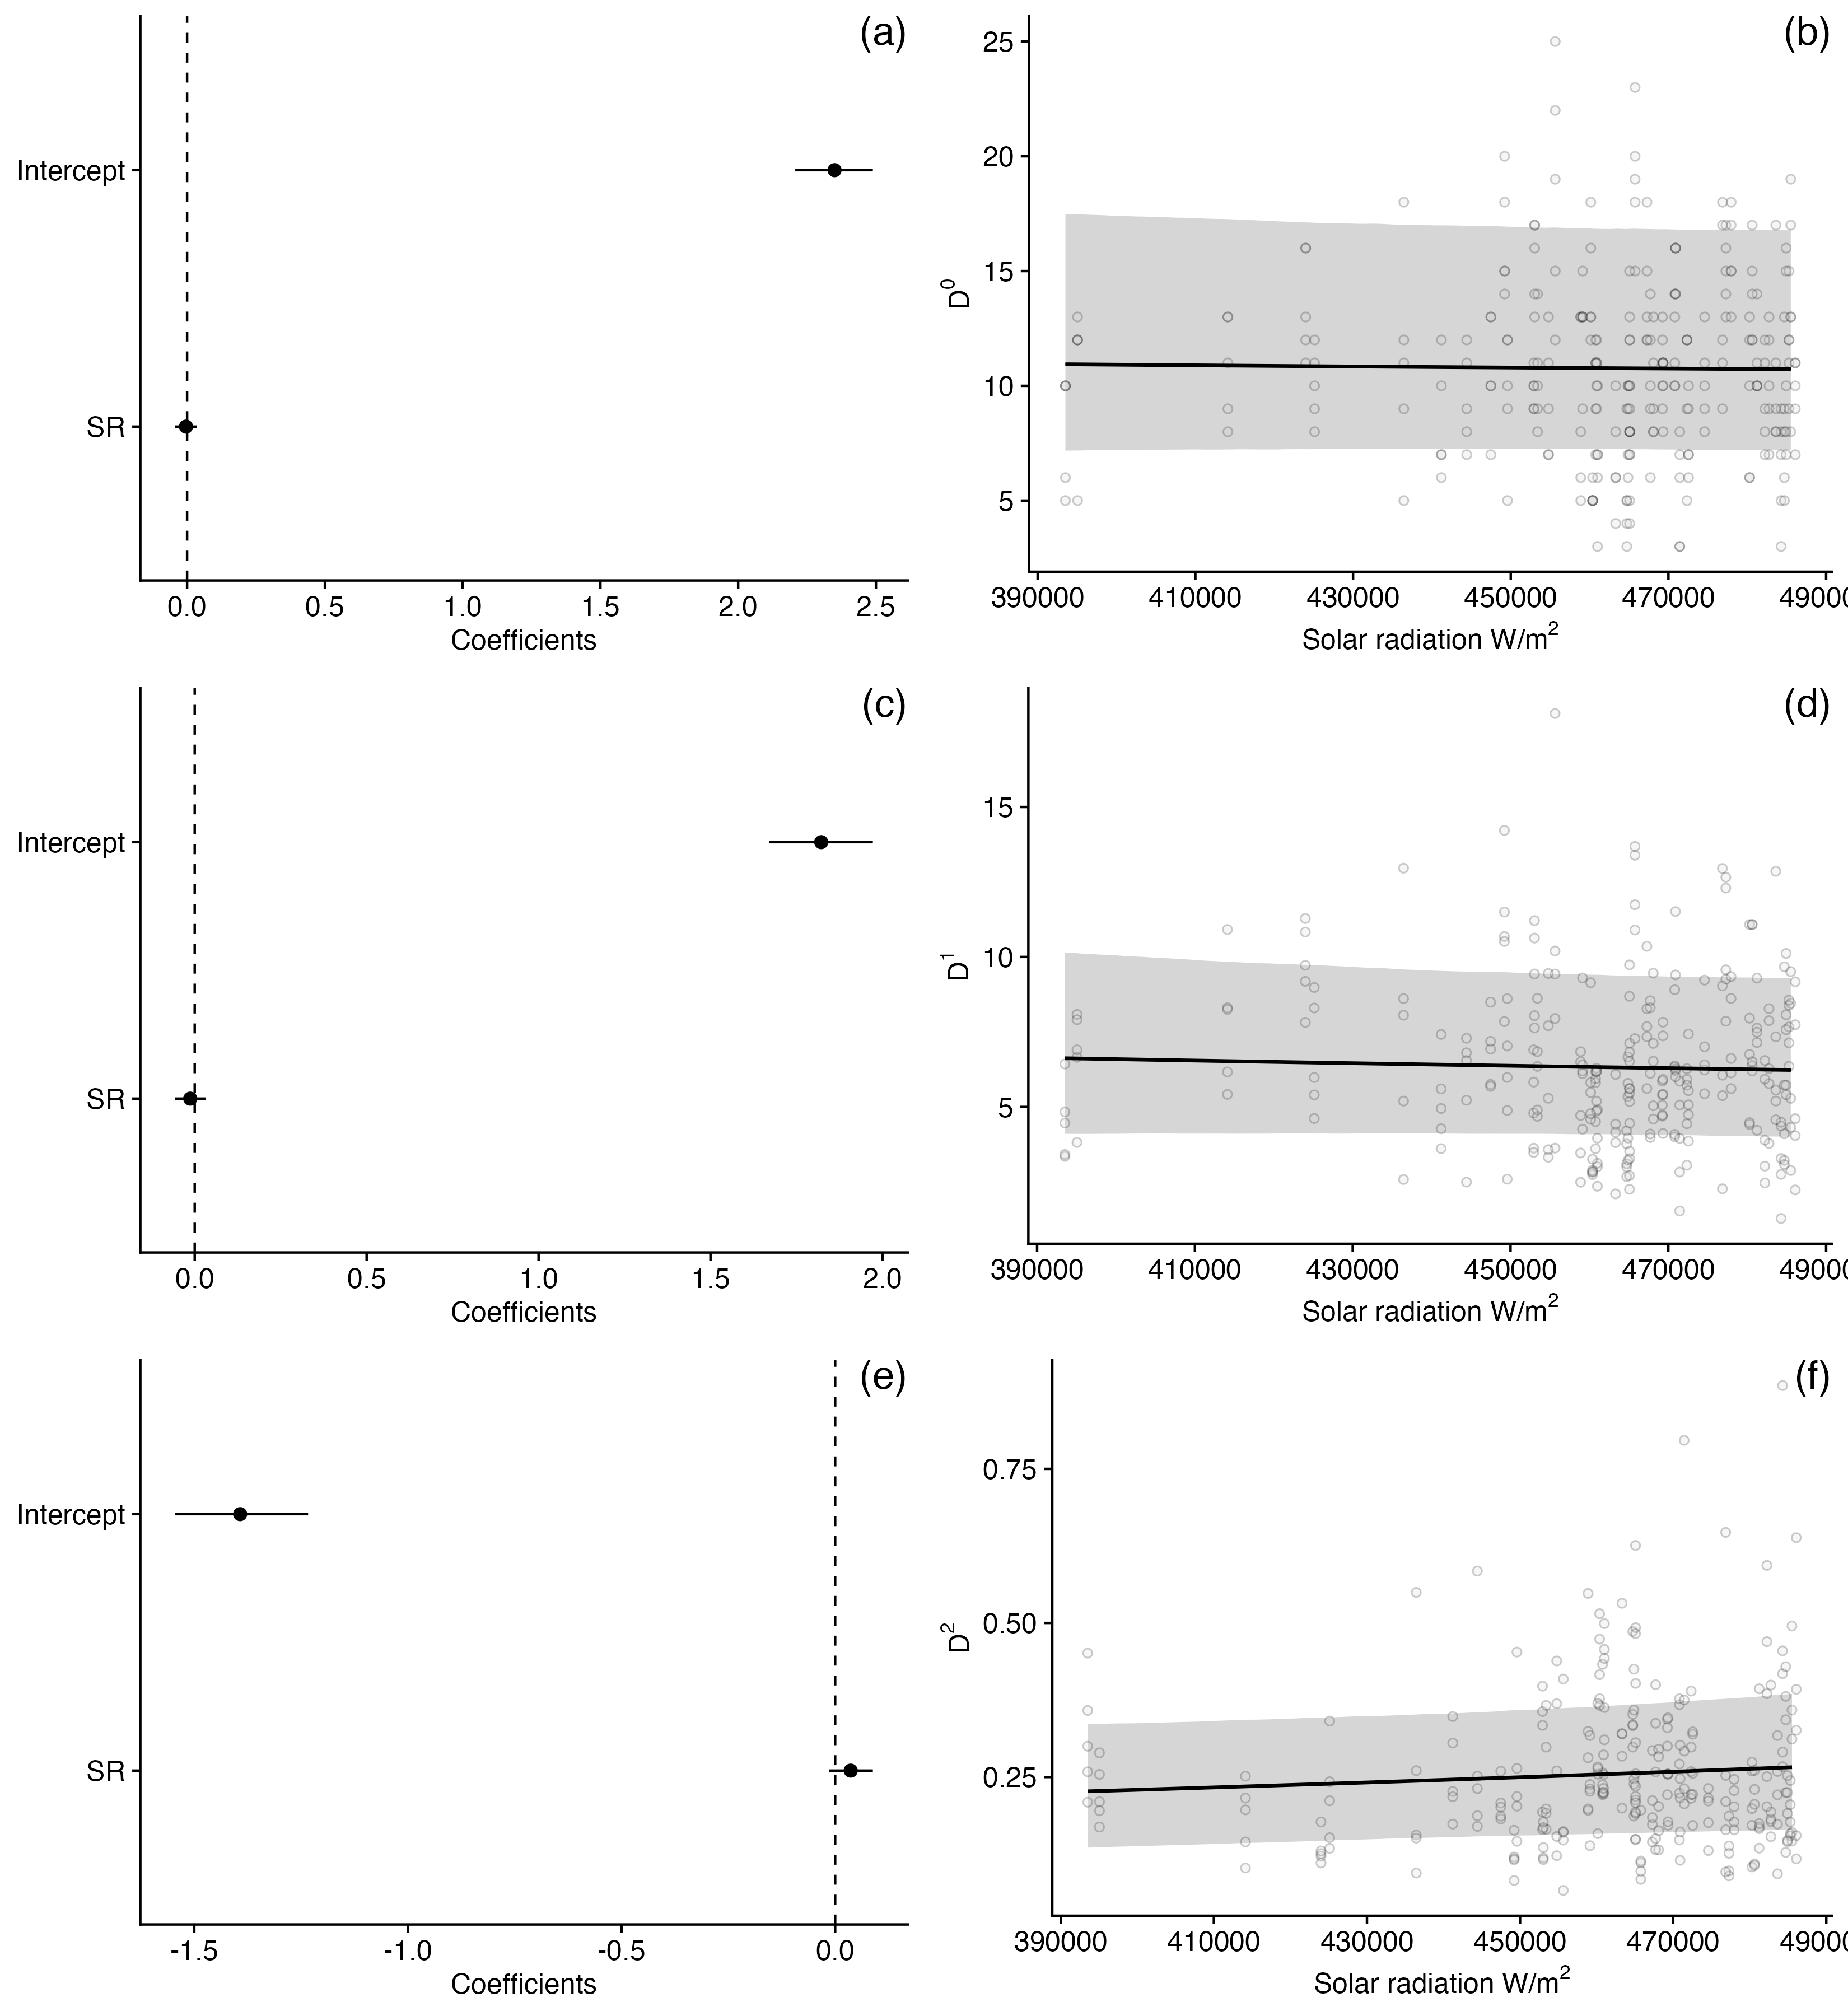 (a)
Intercept
SR
0.0 0.5 1.0 1.5 2.0 2.5
Coefficients
(b)
25
20
15
10
5
D⁰
390000 410000 430000 450000 470000 49000
Solar radiation W/m²
(c)
Intercept
SR
0.0 0.5 1.0 1.5 2.0
Coefficients
(d)
15
10
5
D¹
390000 410000 430000 450000 470000 49000
Solar radiation W/m²
(e)
Intercept
SR
-1.5 -1.0 -0.5 0.0
Coefficients
(f)
0.75
0.50
0.25
D²
390000 410000 430000 450000 470000 49000
Solar radiation W/m²